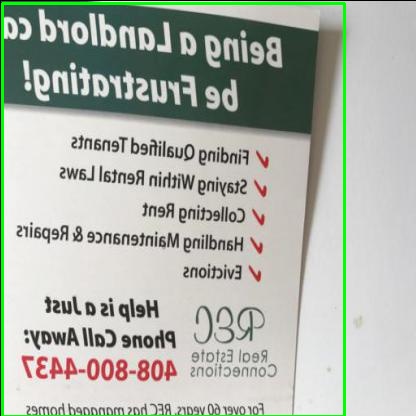 Being a Landlord ca
be Frustrating!
Finding Qualified Tenants
Staying Within Rental Laws
Collecting Rent
Handling Maintenance & Repairs
Evictions
REC
Real Estate
Connections
Help is a Just
Phone Call Away:
408-800-4437
For over 60 years, REC has managed homes